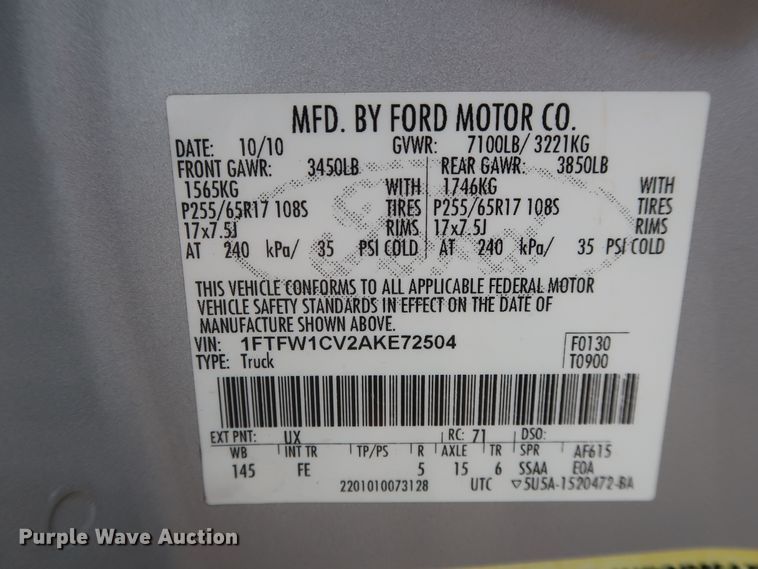 MFD. BY FORD MOTOR CO.
DATE: 10/10 GVWR: 7100LB/ 3221KG
FRONT GAWR: 3450LB REAR GAWR: 3850LB
1565KG WITH 1746KG WITH
P255/65R17 108S TIRES P255/65R17 108S TIRES
17x7.5J RIMS 17x7.5J RIMS
AT 240 kPa/ 35 PSI COLD AT 240 kPa/ 35 PSI COLD
THIS VEHICLE CONFORMS TO ALL APPLICABLE FEDERAL MOTOR
VEHICLE SAFETY STANDARDS IN EFFECT ON THE DATE OF
MANUFACTURE SHOWN ABOVE.
VIN: 1FTFW1CV2AKE72504 F0130
TYPE: Truck T0900
EXT PNT: UX RC: 71 DSO:
WB INT TR TP/PS R AXLE TR SPR AF615
145 FE 5 15 6 SSAA E0A
2201010073128 UTC ▽5U5A-1520472-BA
Purple Wave Auction